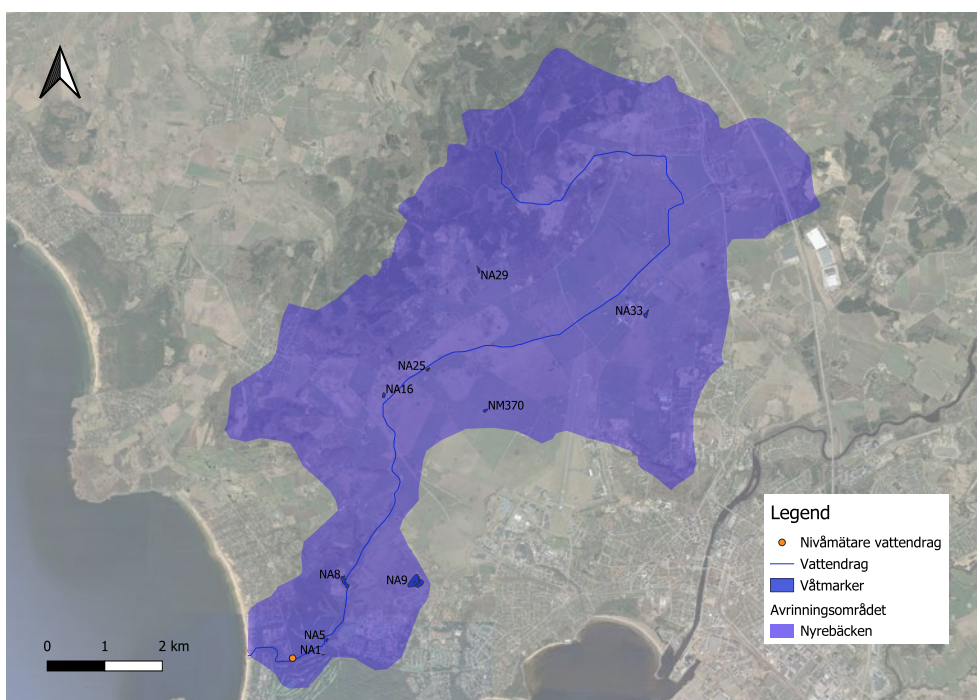 NA29
NA33
NA25
NA16
NM370
NA8
NA9
NA5
NA1_
0 1 2 km
Legend
Nivåmätare vattendrag
Vattendrag
Våtmarker
Avrinningsområdet
Nyrebäcken